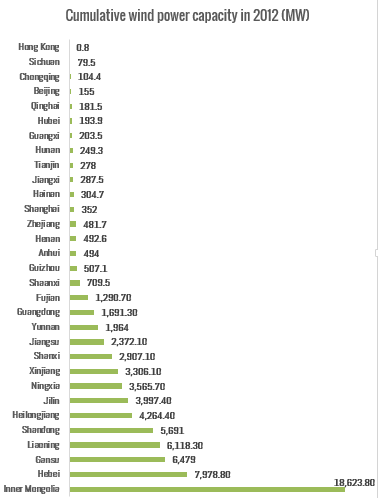 Cumulative wind power capacity in 2012 (MW)
Hong Kong 0.8
Sichuan 79.5
Chongqing 104.4
Beijing 155
Qinghai 181.5
Hubei 193.9
Guangxi 203.5
Hunan 249.3
Tianjin 278
Jiangxi 287.5
Hainan 304.7
Shanghai 352
Zhejiang 481.7
Henan 492.6
Anhui 494
Guizhou 507.1
Shaanxi 709.5
Fujian 1,290.70
Guangdong 1,691.30
Yunnan 1,964
Jiangsu 2,372.10
Shanxi 2,907.10
Xinjiang 3,306.10
Ningxia 3,565.70
Jilin 3,997.40
Heilongjiang 4,264.40
Shandong 5,691
Liaoning 6,118.30
Gansu 6,479
Hebei 7,978.80
Inner Mongolia 18,623.80